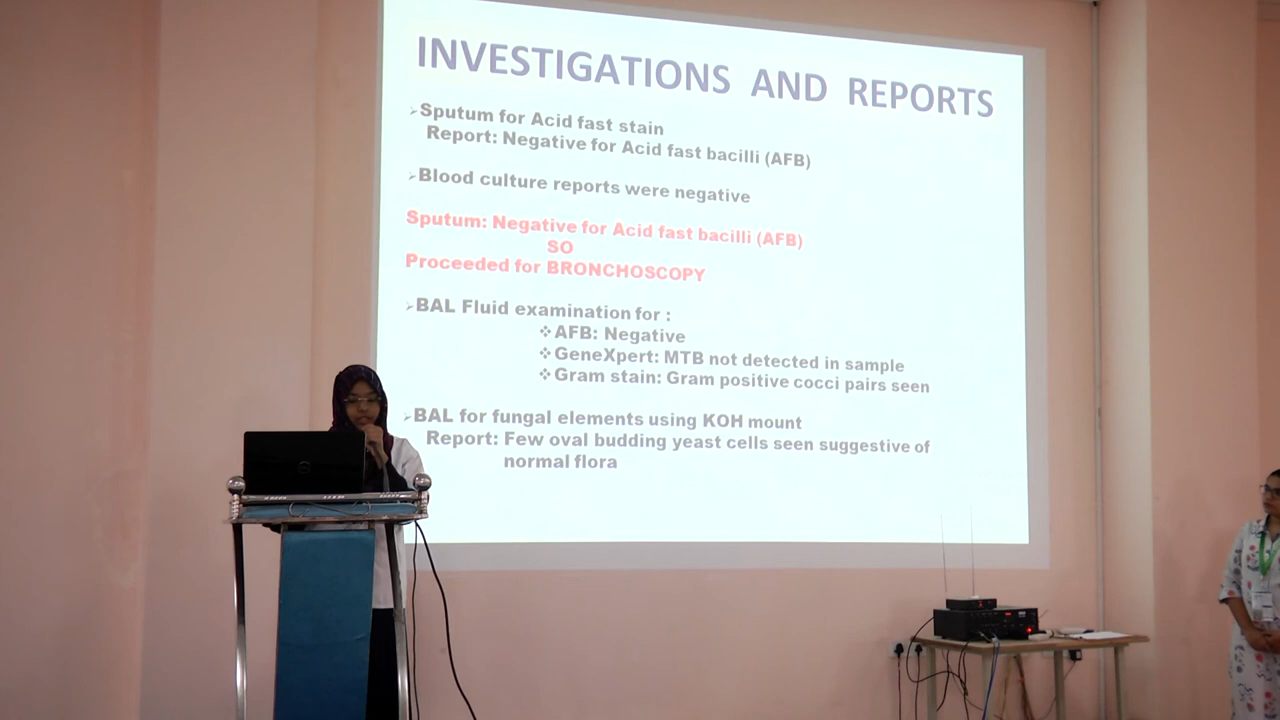 INVESTIGATIONS AND REPORTS
➢Sputum for Acid fast stain
Report: Negative for Acid fast bacilli (AFB)
➢Blood culture reports were negative
Sputum: Negative for Acid fast bacilli (AFB)
SO
Proceeded for BRONCHOSCOPY
➢BAL Fluid examination for :
❖AFB: Negative
❖GeneXpert: MTB not detected in sample
❖Gram stain: Gram positive cocci pairs seen
➢BAL for fungal elements using KOH mount
Report: Few oval budding yeast cells seen suggestive of
normal flora